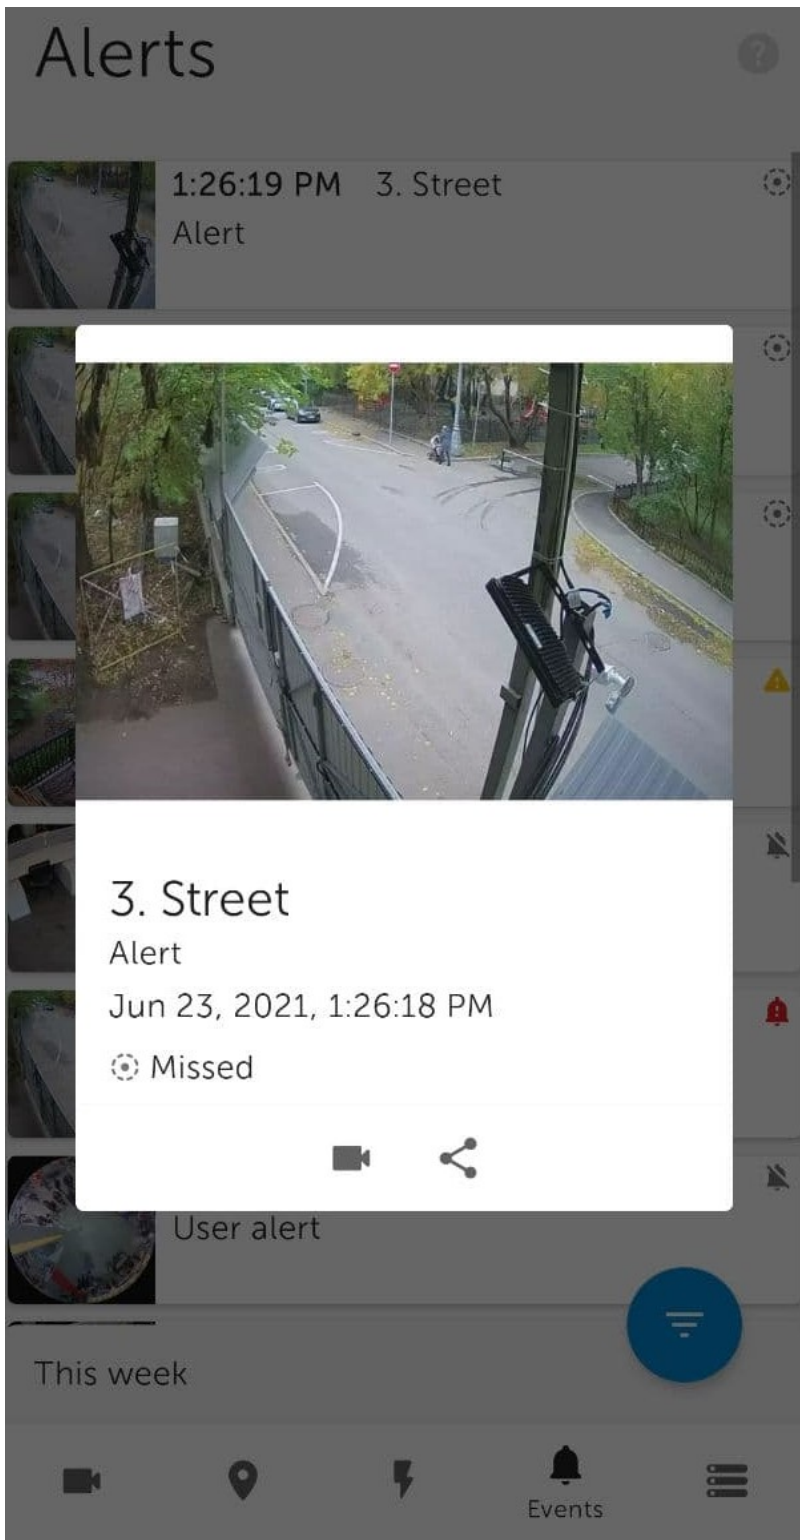 Alerts
?
1:26:19 PM 3. Street
Alert
3. Street
Alert
Jun 23, 2021, 1:26:18 PM
Missed
User alert
This week
Events